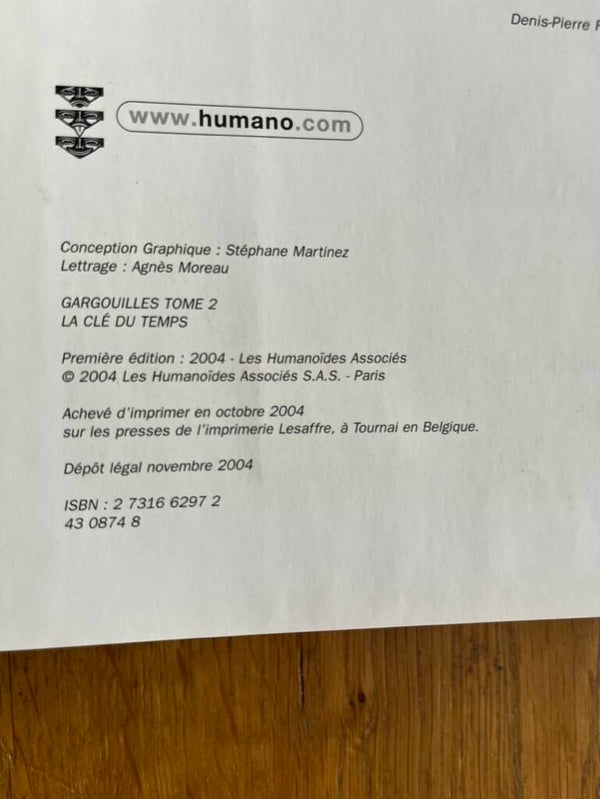 Denis-Pierre
www.humano.com
Conception Graphique : Stéphane Martinez
Lettrage : Agnès Moreau
GARGOUILLES TOME 2
LA CLÉ DU TEMPS
Première édition : 2004 - Les Humanoïdes Associés
© 2004 Les Humanoïdes Associés S.A.S. - Paris
Achevé d'imprimer en octobre 2004
sur les presses de l'imprimerie Lesaffre, à Tournai en Belgique.
Dépôt légal novembre 2004
ISBN : 2 7316 6297 2
43 0874 8